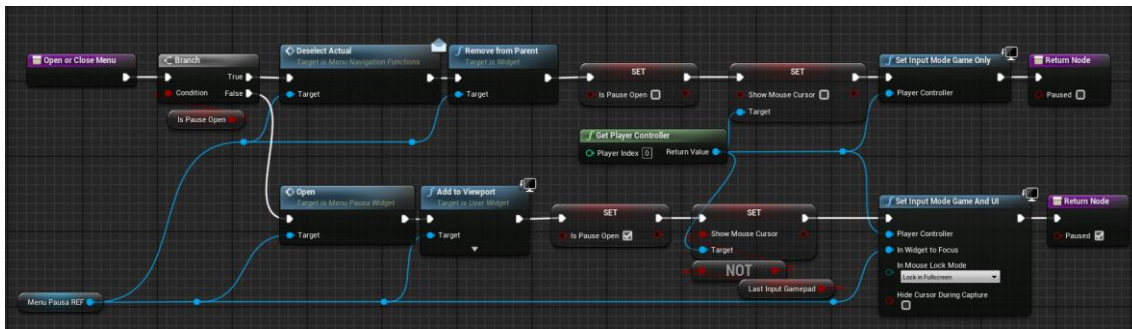 Open or Close Menu
Branch
True
Condition
False
Is Pause Open
Deselect Actual
Target is Menu Navigation Functions
Target
Remove from Parent
Target is Widget
Target
SET
Is Pause Open
SET
Show Mouse Cursor
Target
Set Input Mode Game Only
Player Controller
Return Node
Paused
Get Player Controller
Player Index 0
Return Value
Open
Target is Menu Pausa Widget
Target
Add to Viewport
Target is User Widget
Target
SET
Is Pause Open
SET
Show Mouse Cursor
Target
NOT
Last Input Gamepad
Set Input Mode Game And UI
Player Controller
In Widget to Focus
In Mouse Lock Mode
Lock in Fullscreen
Hide Cursor During Capture
Return Node
Paused
Menu Pausa REF